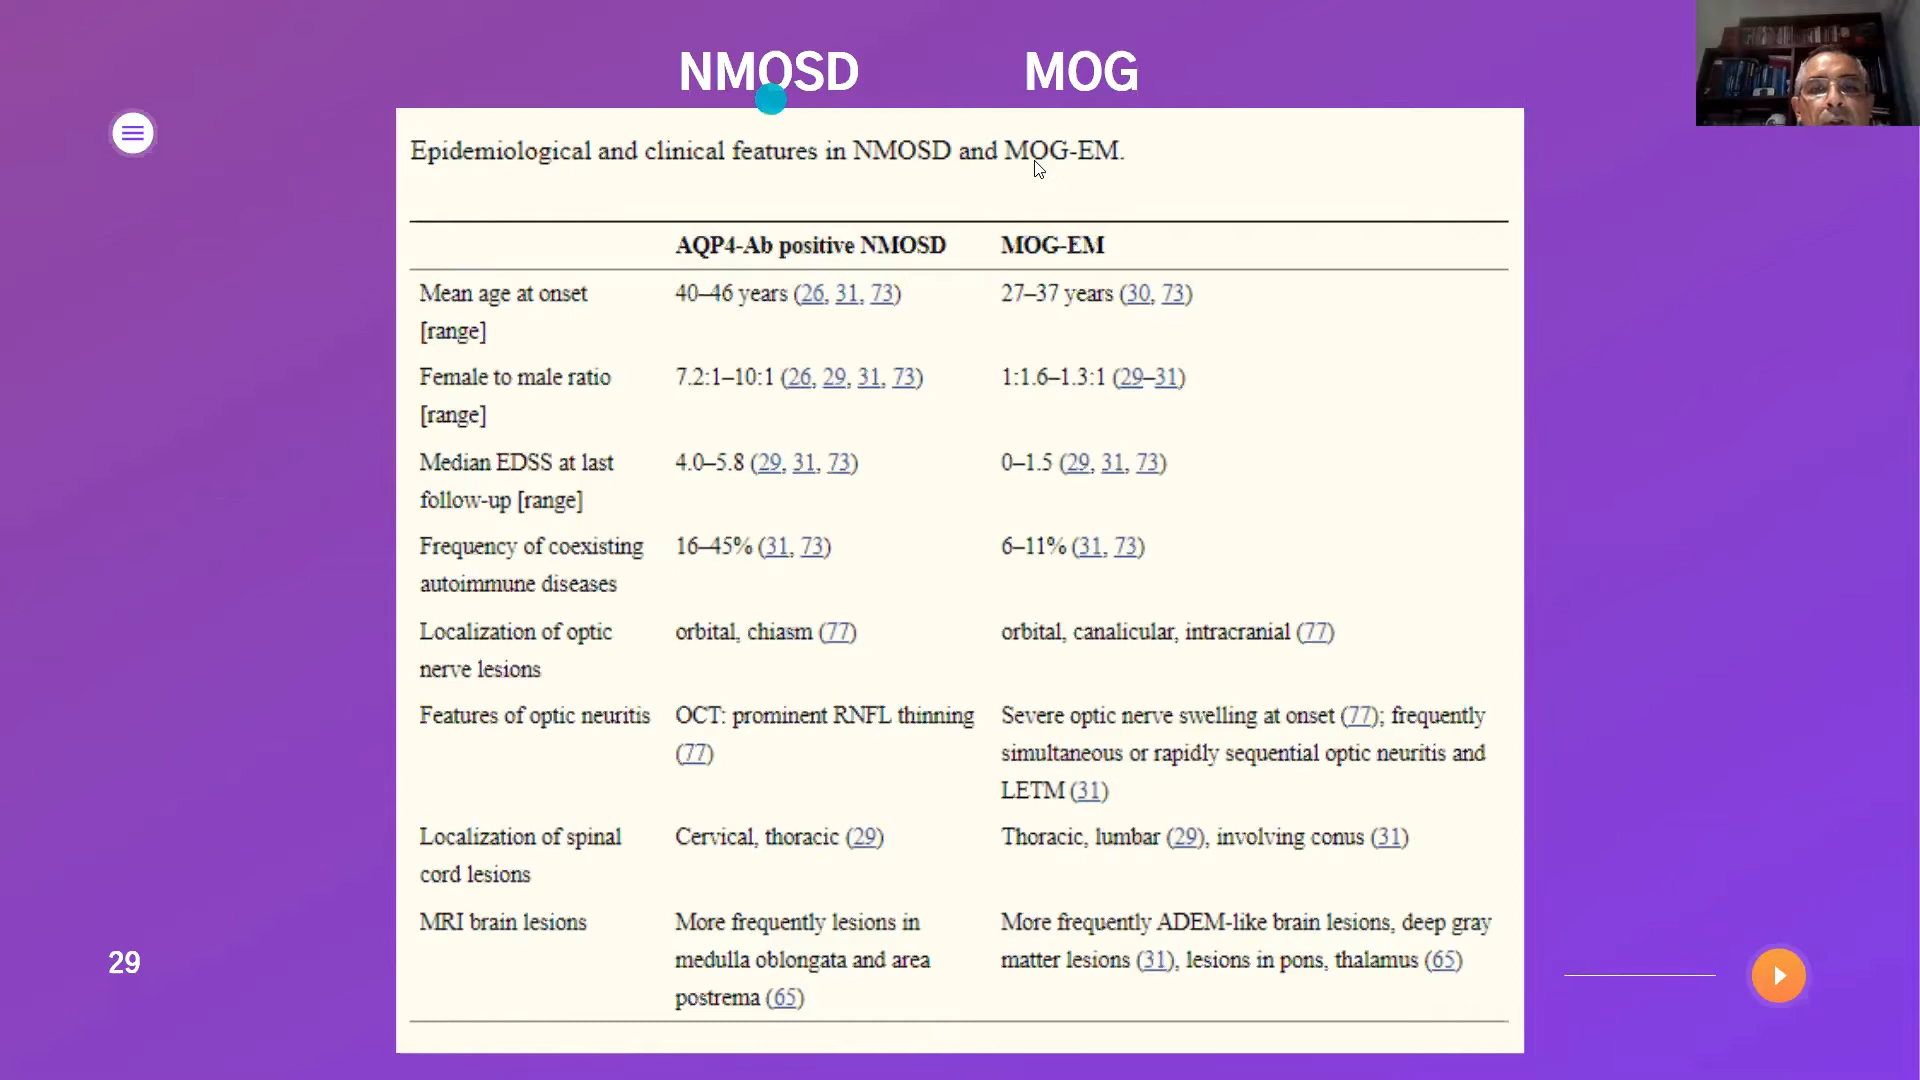 NMOSD MOG
Epidemiological and clinical features in NMOSD and MOG-EM.
AQP4-Ab positive NMOSD MOG-EM
Mean age at onset 40–46 years (26, 31, 73) 27–37 years (30, 73)
[range]
Female to male ratio 7.2:1–10:1 (26, 29, 31, 73) 1:1.6–1.3:1 (29–31)
[range]
Median EDSS at last 4.0–5.8 (29, 31, 73) 0–1.5 (29, 31, 73)
follow-up [range]
Frequency of coexisting 16–45% (31, 73) 6–11% (31, 73)
autoimmune diseases
Localization of optic orbital, chiasm (77) orbital, canalicular, intracranial (77)
nerve lesions
Features of optic neuritis OCT: prominent RNFL thinning Severe optic nerve swelling at onset (77); frequently
(77) simultaneous or rapidly sequential optic neuritis and
LETM (31)
Localization of spinal Cervical, thoracic (29) Thoracic, lumbar (29), involving conus (31)
cord lesions
MRI brain lesions More frequently lesions in More frequently ADEM-like brain lesions, deep gray
medulla oblongata and area matter lesions (31), lesions in pons, thalamus (65)
postrema (65)
29